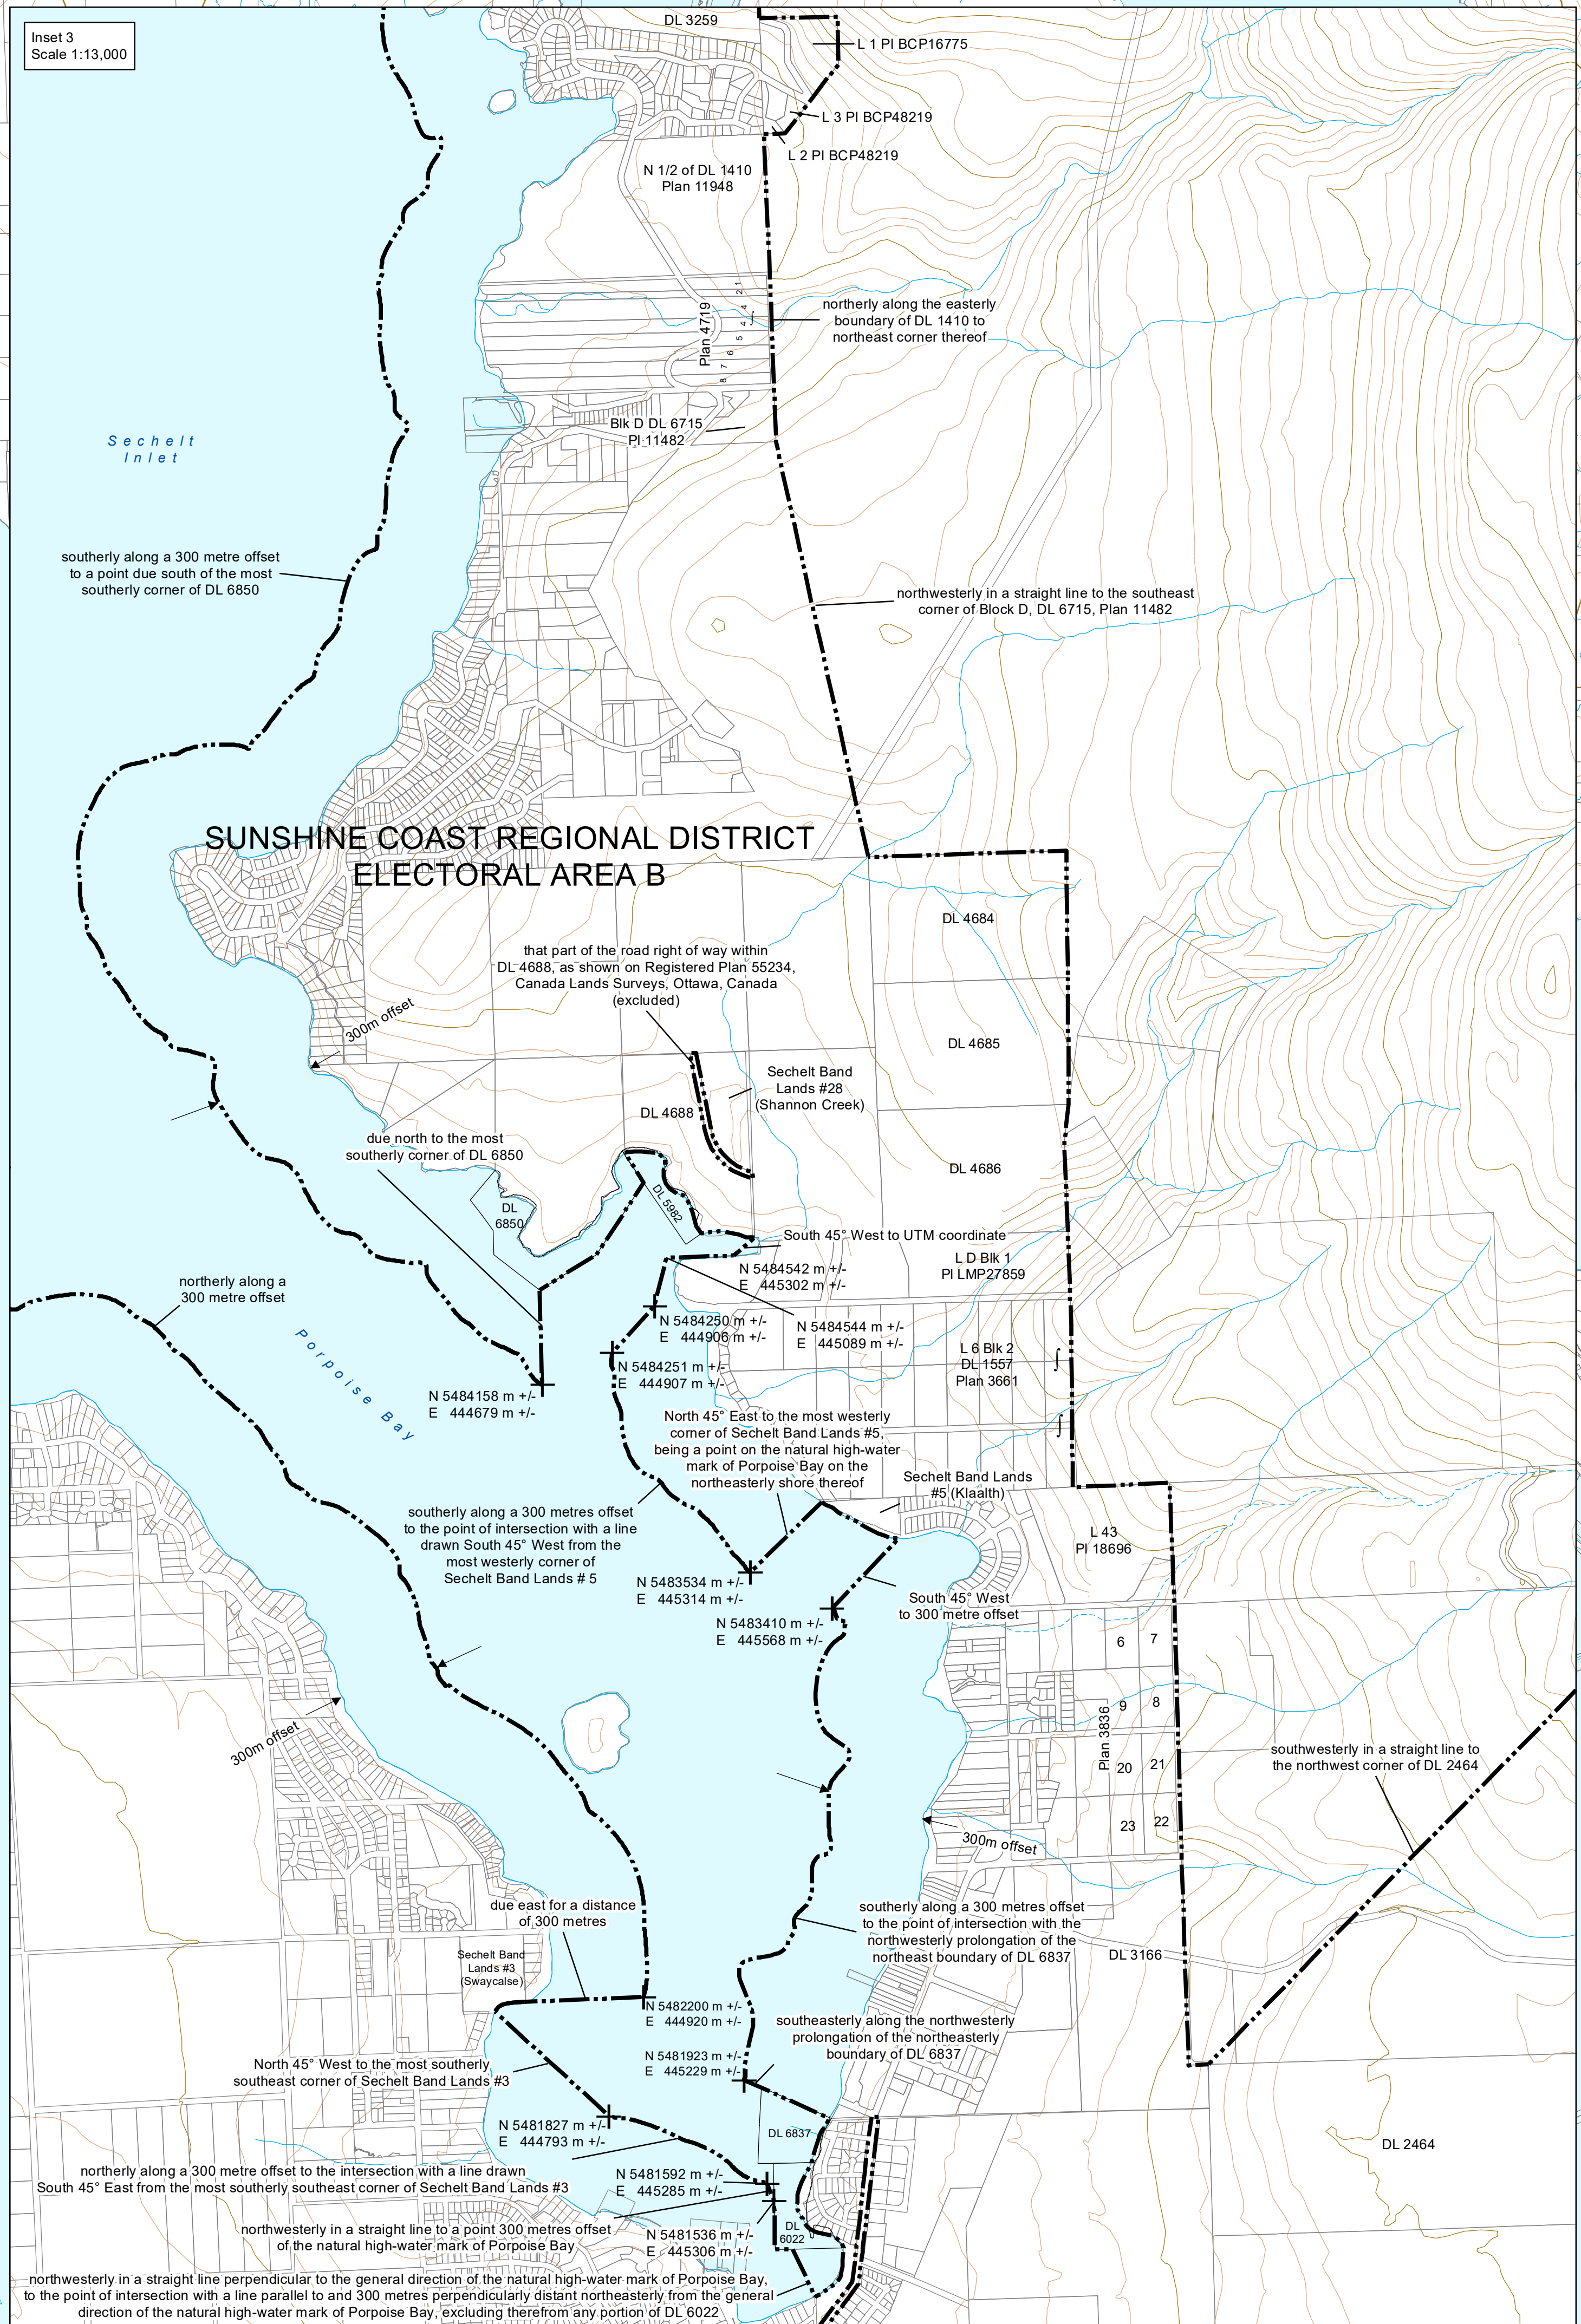 Inset 3
Scale 1:13,000
DL 3259
L 1 Pl BCP16775
L 3 Pl BCP48219
L 2 Pl BCP48219
N 1/2 of DL 1410
Plan 11948
Plan 4719
1
2
4
4
5
6
7
8
northerly along the easterly
boundary of DL 1410 to
northeast corner thereof
Blk D DL 6715
Pl 11482
Sechelt
Inlet
southerly along a 300 metre offset
to a point due south of the most
southerly corner of DL 6850
northwesterly in a straight line to the southeast
corner of Block D, DL 6715, Plan 11482
SUNSHINE COAST REGIONAL DISTRICT
ELECTORAL AREA B
DL 4684
that part of the road right of way within
DL 4688, as shown on Registered Plan 55234,
Canada Lands Surveys, Ottawa, Canada
(excluded)
300m offset
DL 4685
Sechelt Band
Lands #28
(Shannon Creek)
DL 4688
due north to the most
southerly corner of DL 6850
DL 4686
DL
6850
DL 5982
South 45° West to UTM coordinate
L D Blk 1
Pl LMP27859
N 5484542 m +/-
E 445302 m +/-
northerly along a
300 metre offset
N 5484250 m +/-
E 444906 m +/-
N 5484544 m +/-
E 445089 m +/-
Porpoise Bay
L 6 Blk 2
DL 1557
Plan 3661
N 5484251 m +/-
E 444907 m +/-
N 5484158 m +/-
E 444679 m +/-
North 45° East to the most westerly
corner of Sechelt Band Lands #5,
being a point on the natural high-water
mark of Porpoise Bay on the
northeasterly shore thereof
Sechelt Band Lands
#5 (Klaalth)
southerly along a 300 metres offset
to the point of intersection with a line
drawn South 45° West from the
most westerly corner of
Sechelt Band Lands # 5
L 43
Pl 18696
N 5483534 m +/-
E 445314 m +/-
South 45° West
to 300 metre offset
N 5483410 m +/-
E 445568 m +/-
6
7
9
8
Plan 3836
20
21
23
22
300m offset
southwesterly in a straight line to
the northwest corner of DL 2464
300m offset
due east for a distance
of 300 metres
southerly along a 300 metres offset
to the point of intersection with the
northwesterly prolongation of the
northeast boundary of DL 6837
DL 3166
Sechelt Band
Lands #3
(Swaycalse)
N 5482200 m +/-
E 444920 m +/-
southeasterly along the northwesterly
prolongation of the northeasterly
boundary of DL 6837
N 5481923 m +/-
E 445229 m +/-
North 45° West to the most southerly
southeast corner of Sechelt Band Lands #3
N 5481827 m +/-
E 444793 m +/-
DL 6837
DL 2464
northerly along a 300 metre offset to the intersection with a line drawn
South 45° East from the most southerly southeast corner of Sechelt Band Lands #3
N 5481592 m +/-
E 445285 m +/-
northwesterly in a straight line to a point 300 metres offset
of the natural high-water mark of Porpoise Bay
N 5481536 m +/-
E 445306 m +/-
DL
6022
northwesterly in a straight line perpendicular to the general direction of the natural high-water mark of Porpoise Bay,
to the point of intersection with a line parallel to and 300 metres perpendicularly distant northeasterly from the general
direction of the natural high-water mark of Porpoise Bay, excluding therefrom any portion of DL 6022